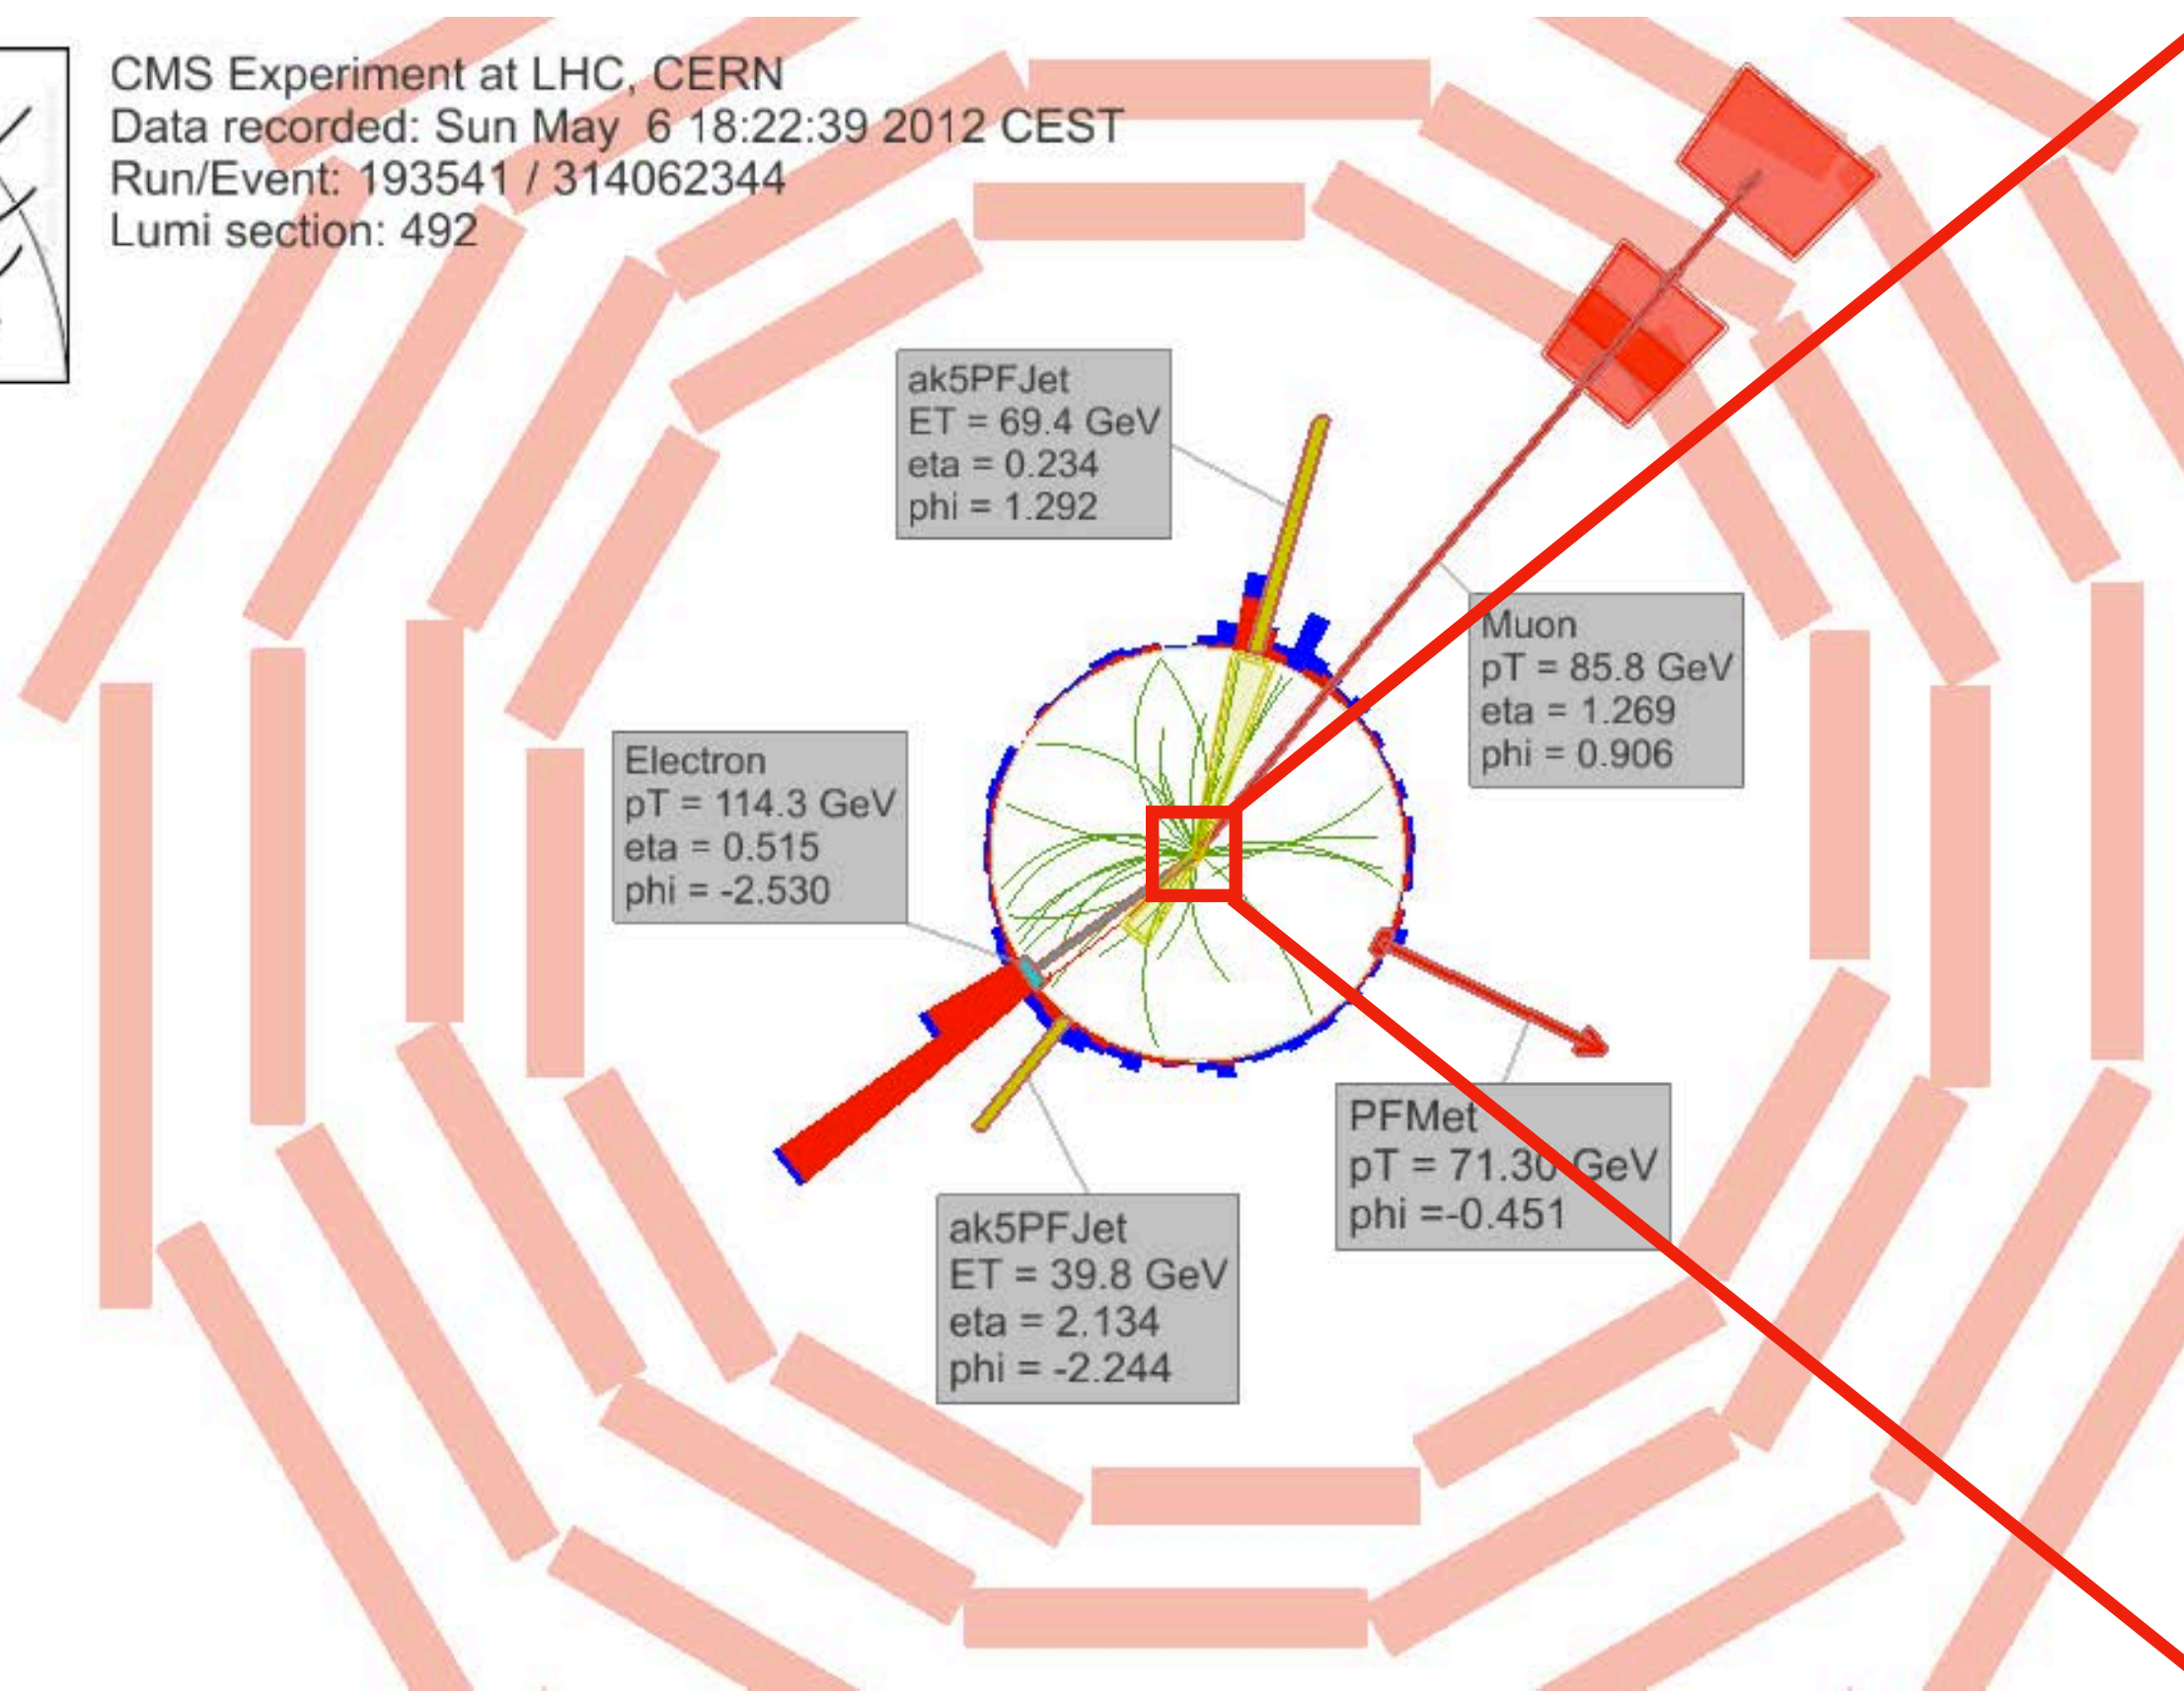 CMS Experiment at LHC, CERN
Data recorded: Sun May  6 18:22:39 2012 CEST
Run/Event: 193541 / 314062344
Lumi section: 492
ak5PFJet
ET = 69.4 GeV
eta = 0.234
phi = 1.292
Muon
pT = 85.8 GeV
eta = 1.269
phi = 0.906
Electron
pT = 114.3 GeV
eta = 0.515
phi = -2.530
PFMet
pT = 71.30 GeV
phi =-0.451
ak5PFJet
ET = 39.8 GeV
eta = 2.134
phi = -2.244